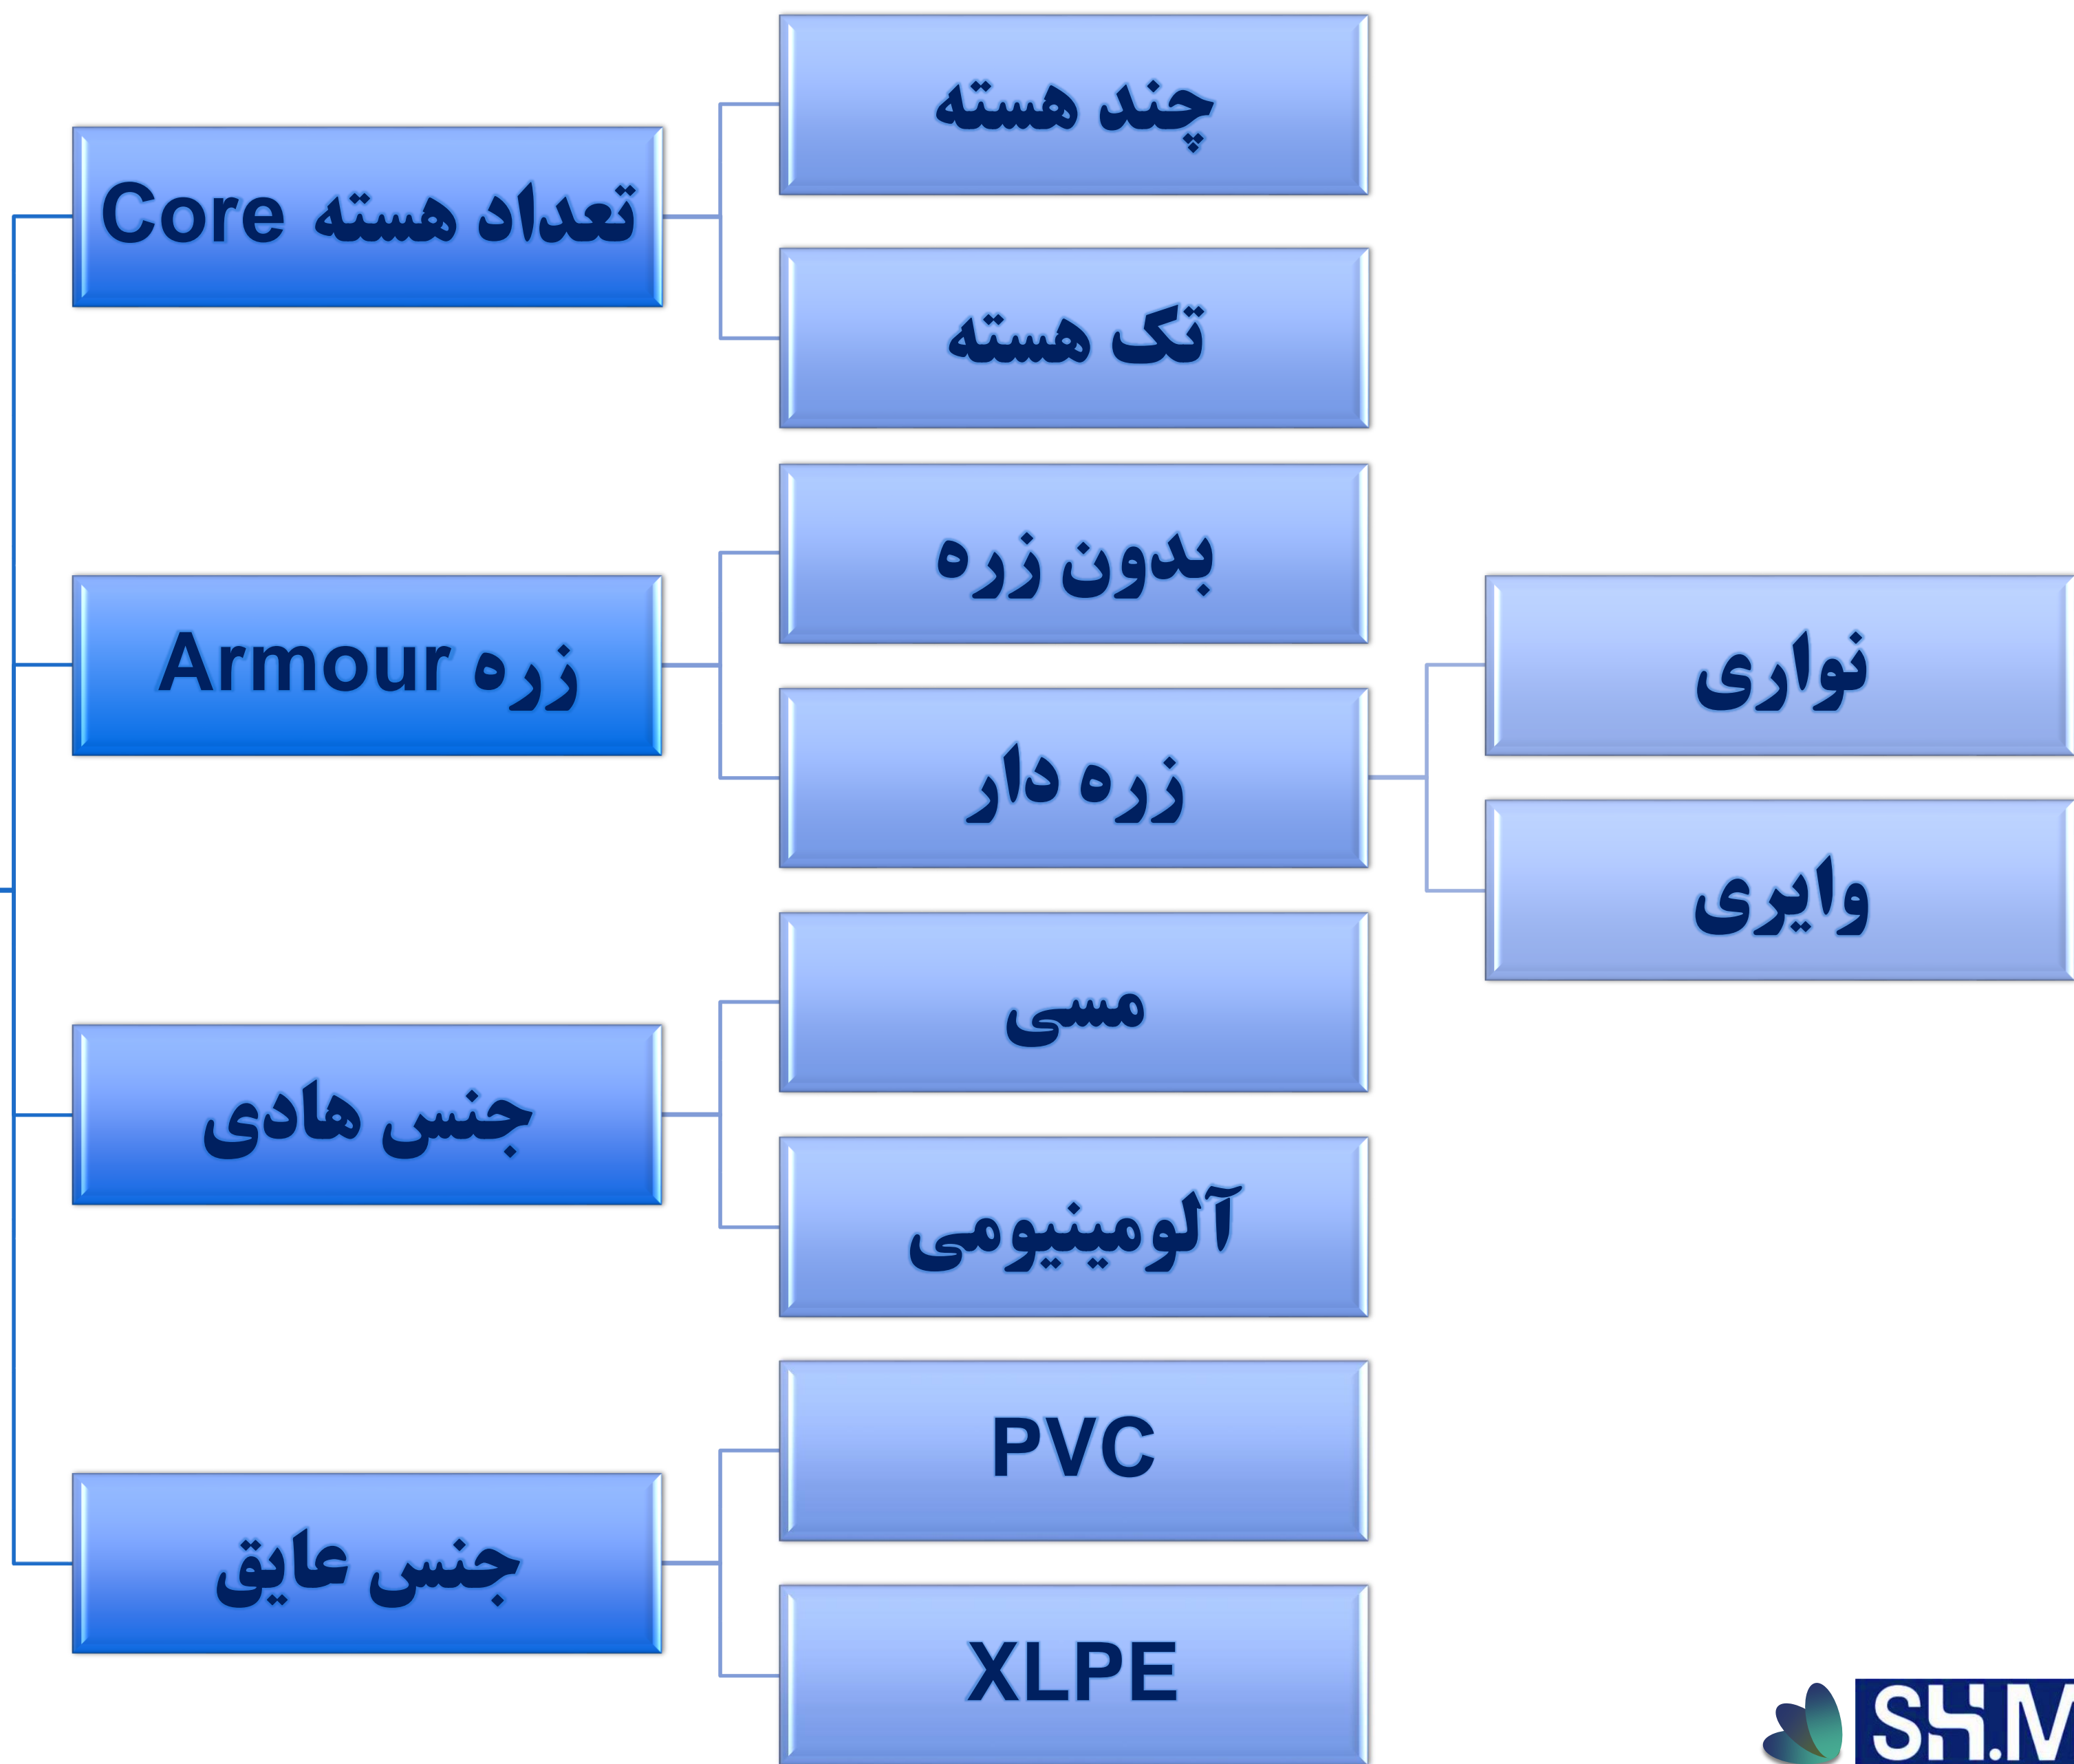 چند هسته
تعداد هسته Core
تک هسته
بدون زره
زره Armour
نواری
زره دار
وایری
مسی
جنس هادی
آلومینیومی
PVC
جنس عایق
XLPE
SH.M